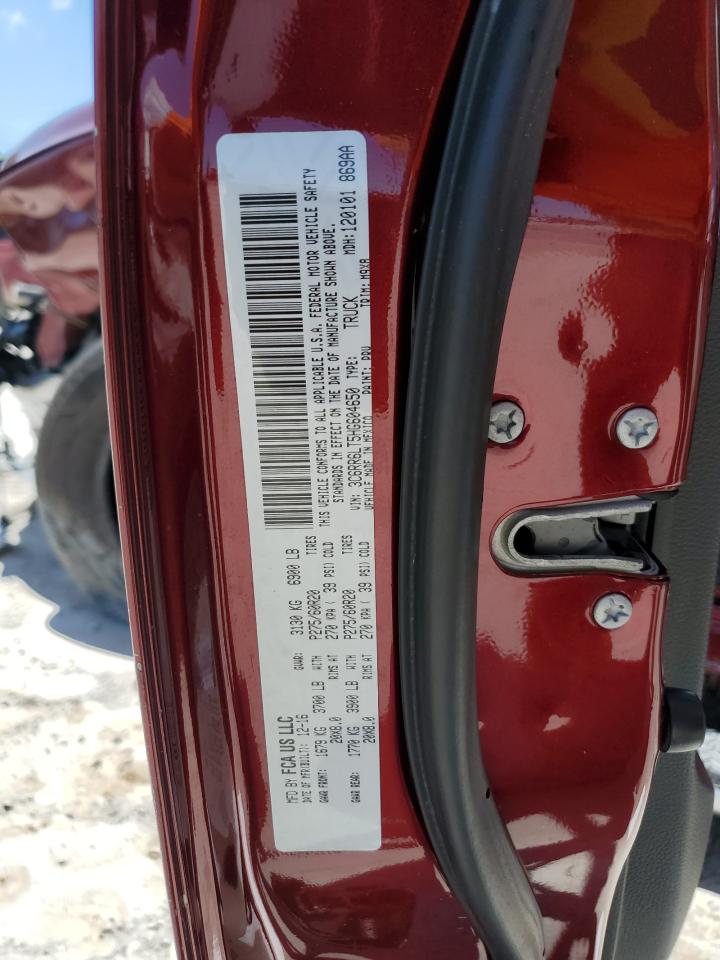 MFD BY FCA US LLC
DATE OF MFR(BUILT): 12-16 GVWR: 3130 KG 6900 LB
GAWR FRONT: 1679 KG 3700 LB WITH P275/60R20 TIRES
20X8.0 RIMS AT 270 KPA ( 39 PSI) COLD
GAWR REAR: 1770 KG 3900 LB WITH P275/60R20 TIRES
20X8.0 RIMS AT 270 KPA ( 39 PSI) COLD
THIS VEHICLE CONFORMS TO ALL APPLICABLE U.S.A. FEDERAL MOTOR VEHICLE SAFETY
STANDARDS IN EFFECT ON THE DATE OF MANUFACTURE SHOWN ABOVE.
VIN: 3C6RR6LT5HG604650 TYPE: TRUCK MDH: 120101 869AA
VEHICLE MADE IN MEXICO PAINT: PRV TRIM: M9X8